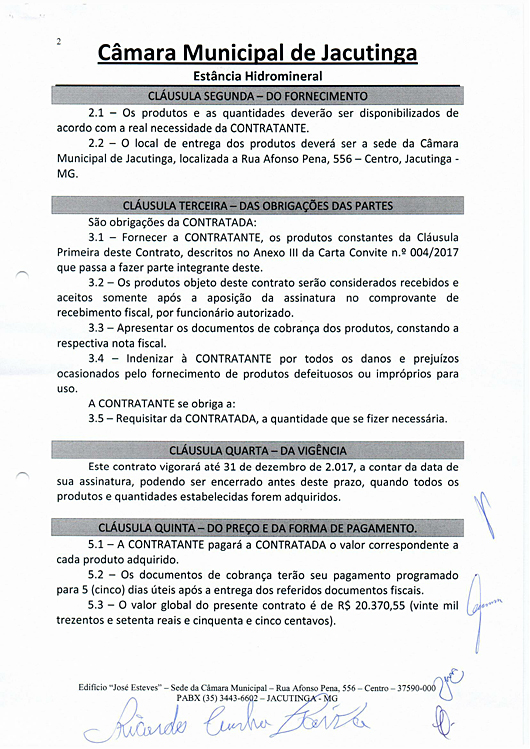 2
Câmara Municipal de Jacutinga
Estância Hidromineral
CLÁUSULA SEGUNDA – DO FORNECIMENTO
2.1 – Os produtos e as quantidades deverão ser disponibilizados de
acordo com a real necessidade da CONTRATANTE.
2.2 – O local de entrega dos produtos deverá ser a sede da Câmara
Municipal de Jacutinga, localizada a Rua Afonso Pena, 556 – Centro, Jacutinga -
MG.
CLÁUSULA TERCEIRA – DAS OBRIGAÇÕES DAS PARTES
São obrigações da CONTRATADA:
3.1 – Fornecer a CONTRATANTE, os produtos constantes da Cláusula
Primeira deste Contrato, descritos no Anexo III da Carta Convite n.º 004/2017
que passa a fazer parte integrante deste.
3.2 – Os produtos objeto deste contrato serão considerados recebidos e
aceitos somente após a aposição da assinatura no comprovante de
recebimento fiscal, por funcionário autorizado.
3.3 – Apresentar os documentos de cobrança dos produtos, constando a
respectiva nota fiscal.
3.4 – Indenizar à CONTRATANTE por todos os danos e prejuízos
ocasionados pelo fornecimento de produtos defeituosos ou impróprios para
uso.
A CONTRATANTE se obriga a:
3.5 – Requisitar da CONTRATADA, a quantidade que se fizer necessária.
CLÁUSULA QUARTA – DA VIGÊNCIA
Este contrato vigorará até 31 de dezembro de 2.017, a contar da data de
sua assinatura, podendo ser encerrado antes deste prazo, quando todos os
produtos e quantidades estabelecidas forem adquiridos.
CLÁUSULA QUINTA – DO PREÇO E DA FORMA DE PAGAMENTO.
5.1 – A CONTRATANTE pagará a CONTRATADA o valor correspondente a
cada produto adquirido.
5.2 – Os documentos de cobrança terão seu pagamento programado
para 5 (cinco) dias úteis após a entrega dos referidos documentos fiscais.
5.3 – O valor global do presente contrato é de R$ 20.370,55 (vinte mil
trezentos e setenta reais e cinquenta e cinco centavos).
Edifício “José Esteves” – Sede da Câmara Municipal – Rua Afonso Pena, 556 – Centro – 37590-000
PABX (35) 3443-6602 – JACUTINGA - MG
Ricardo Cunha